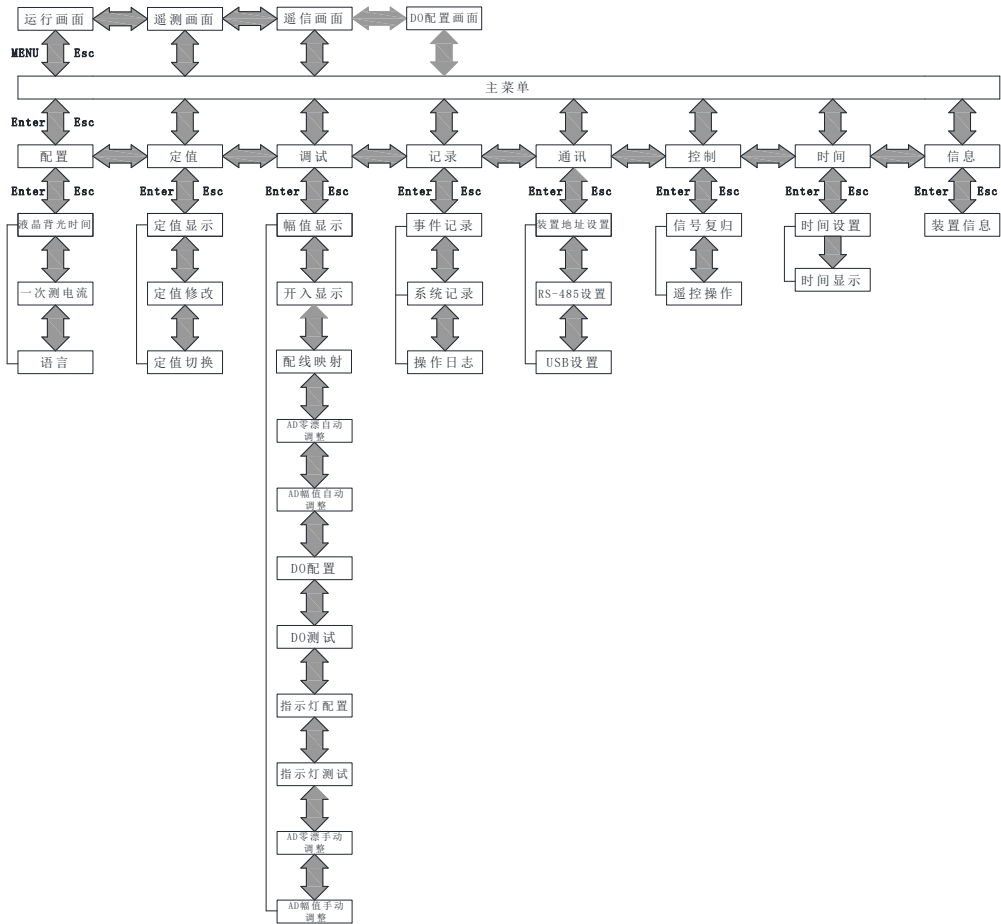 运行画面
遥测画面
遥信画面
DO配置画面
MENU
Esc
主菜单
Enter
Esc
配置
定值
调试
记录
通讯
控制
时间
信息
Enter
Esc
Enter
Esc
Enter
Esc
Enter
Esc
Enter
Esc
Enter
Esc
Enter
Esc
Enter
Esc
液晶背光时间
定值显示
幅值显示
事件记录
装置地址设置
信号复归
时间设置
装置信息
一次测电流
定值修改
开入显示
系统记录
RS-485设置
遥控操作
时间显示
语言
定值切换
配线映射
操作日志
USB设置
AD零漂自动
调整
AD幅值自动
调整
DO配置
DO测试
指示灯配置
指示灯测试
AD零漂手动
调整
AD幅值手动
调整